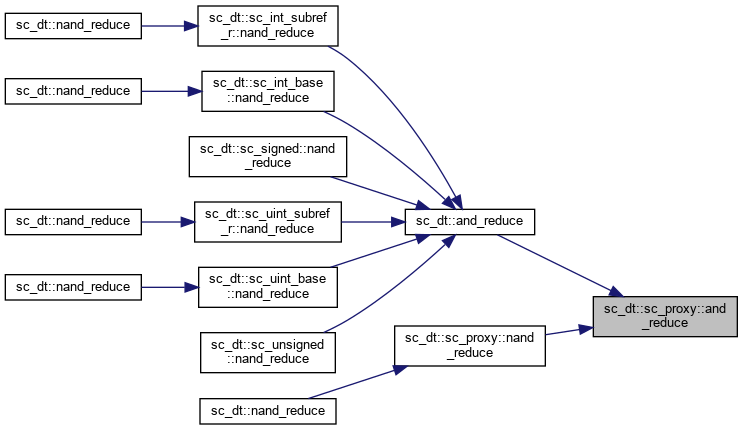 sc_dt::nand_reduce
sc_dt::sc_int_subref
_r::nand_reduce
sc_dt::nand_reduce
sc_dt::sc_int_base
::nand_reduce
sc_dt::sc_signed::nand
_reduce
sc_dt::nand_reduce
sc_dt::sc_uint_subref
_r::nand_reduce
sc_dt::and_reduce
sc_dt::nand_reduce
sc_dt::sc_uint_base
::nand_reduce
sc_dt::sc_proxy::and
_reduce
sc_dt::sc_unsigned
::nand_reduce
sc_dt::sc_proxy::nand
_reduce
sc_dt::nand_reduce